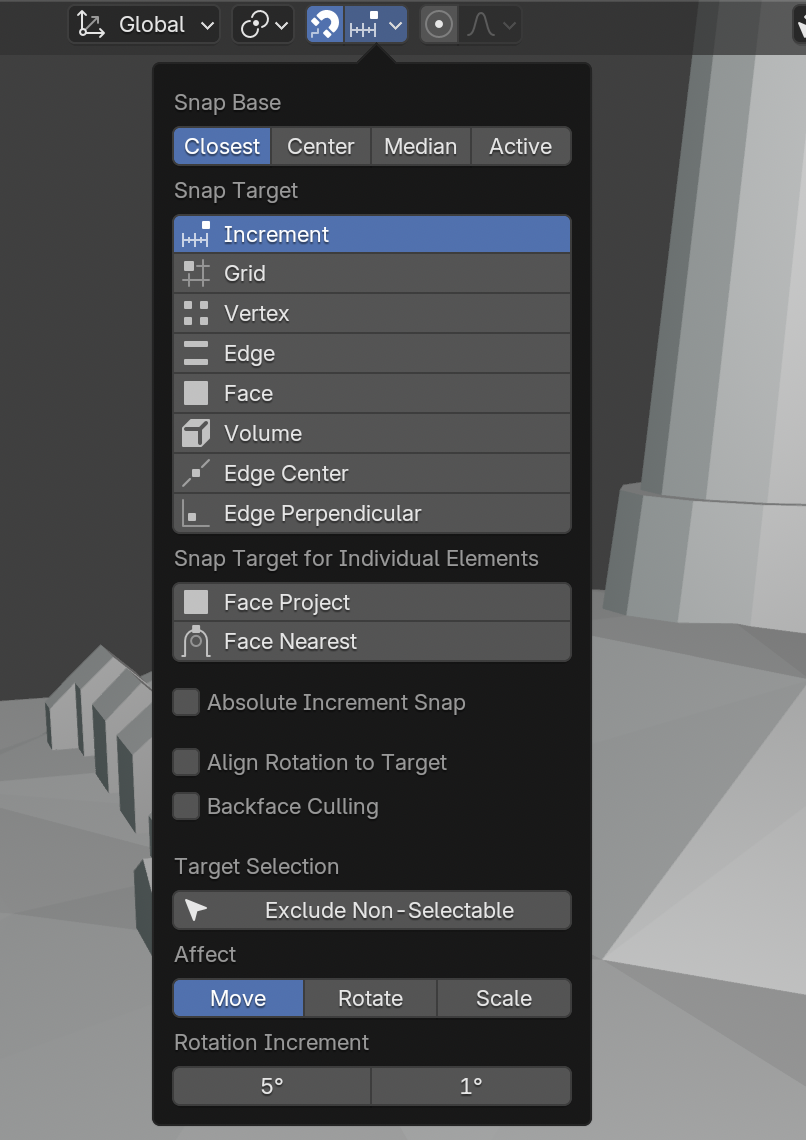 Global
Snap Base
Closest Center Median Active
Snap Target
Increment
Grid
Vertex
Edge
Face
Volume
Edge Center
Edge Perpendicular
Snap Target for Individual Elements
Face Project
Face Nearest
Absolute Increment Snap
Align Rotation to Target
Backface Culling
Target Selection
Exclude Non-Selectable
Affect
Move Rotate Scale
Rotation Increment
5° 1°